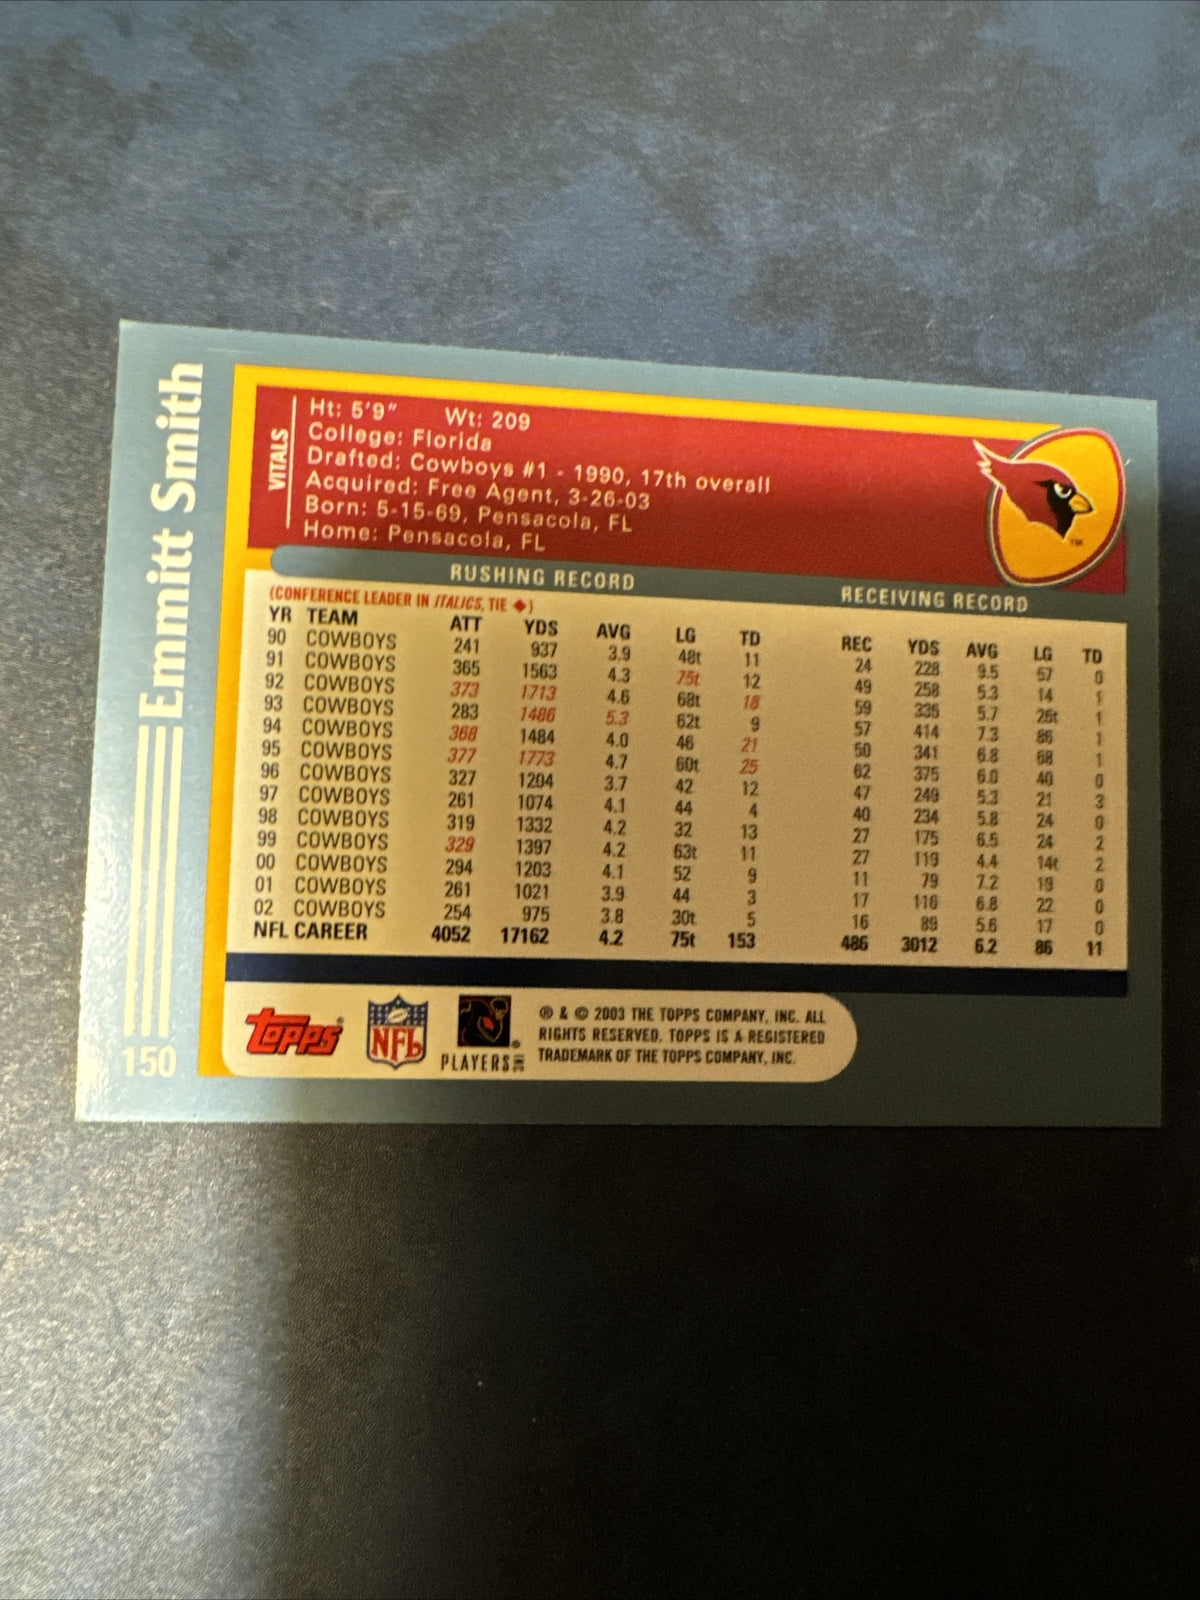 Emmitt Smith
150
VITALS
Ht: 5'9" Wt: 209
College: Florida
Drafted: Cowboys #1 - 1990, 17th overall
Acquired: Free Agent, 3-26-03
Born: 5-15-69, Pensacola, FL
Home: Pensacola, FL
TM
RUSHING RECORD RECEIVING RECORD
(CONFERENCE LEADER IN ITALICS, TIE ◆)
YR TEAM ATT YDS AVG LG TD REC YDS AVG LG TD
90 COWBOYS 241 937 3.9 48t 11 24 228 9.5 57 0
91 COWBOYS 365 1563 4.3 75t 12 49 258 5.3 14 1
92 COWBOYS 373 1713 4.6 68t 18 59 335 5.7 26t 1
93 COWBOYS 283 1486 5.3 62t 9 57 414 7.3 86 1
94 COWBOYS 368 1484 4.0 46 21 50 341 6.8 68 1
95 COWBOYS 377 1773 4.7 60t 25 62 375 6.0 40 0
96 COWBOYS 327 1204 3.7 42 12 47 249 5.3 21 3
97 COWBOYS 261 1074 4.1 44 4 40 234 5.8 24 0
98 COWBOYS 319 1332 4.2 32 13 27 175 6.5 24 2
99 COWBOYS 329 1397 4.2 63t 11 27 119 4.4 14t 2
00 COWBOYS 294 1203 4.1 52 9 11 79 7.2 19 0
01 COWBOYS 261 1021 3.9 44 3 17 116 6.8 22 0
02 COWBOYS 254 975 3.8 30t 5 16 89 5.6 17 0
NFL CAREER 4052 17162 4.2 75t 153 486 3012 6.2 86 11
Topps
NFL
PLAYERS INC
® & © 2003 THE TOPPS COMPANY, INC. ALL
RIGHTS RESERVED. TOPPS IS A REGISTERED
TRADEMARK OF THE TOPPS COMPANY, INC.